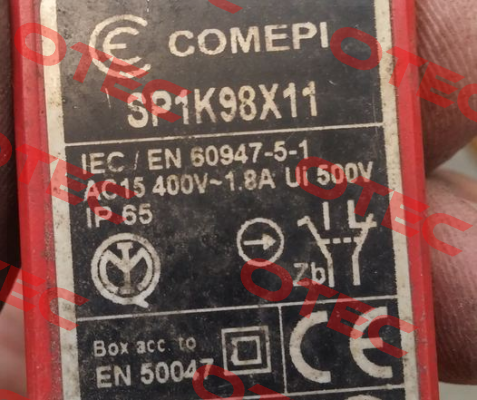 COMEPI
SP1K98X11
IEC / EN 60947-5-1
AC15 400V~1.8A Ui 500V
IP 65
Zb
Box acc. to
EN 50047
CE
OTEC